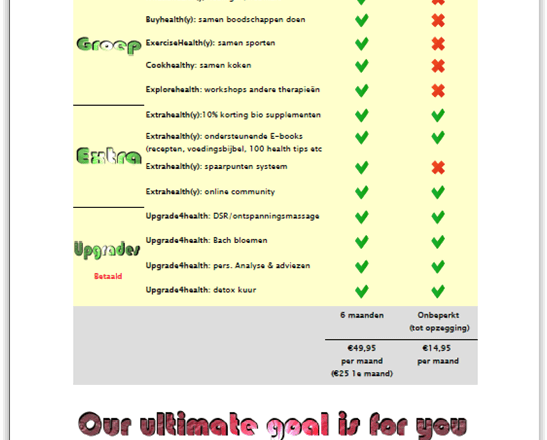 Buyhealth(y): samen boodschappen doen
Groep
ExerciseHealth(y): samen sporten
Cookhealthy: samen koken
Explorehealth: workshops andere therapieën
Extrahealth(y):10% korting bio supplementen
Extra
Extrahealth(y): ondersteunende E-books
(recepten, voedingsbijbel, 100 health tips etc
Extrahealth(y): spaarpunten systeem
Extrahealth(y): online community
Upgrade4health: DSR/ontspanningsmassage
Upgrades
Betaald
Upgrade4health: Bach bloemen
Upgrade4health: pers. Analyse & adviezen
Upgrade4health: detox kuur
6 maanden
Onbeperkt
(tot opzegging)
€49,95
per maand
(€25 1e maand)
€14,95
per maand
Our ultimate goal is for you